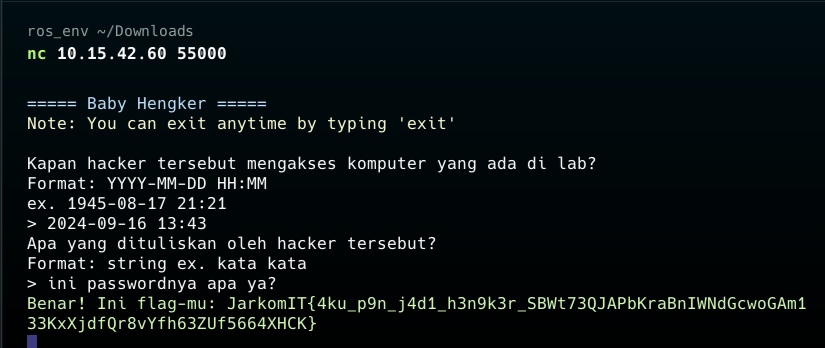 ros_env ~/Downloads
nc 10.15.42.60 55000
===== Baby Hengker =====
Note: You can exit anytime by typing 'exit'
Kapan hacker tersebut mengakses komputer yang ada di lab?
Format: YYYY-MM-DD HH:MM
ex. 1945-08-17 21:21
> 2024-09-16 13:43
Apa yang dituliskan oleh hacker tersebut?
Format: string ex. kata kata
> ini passwordnya apa ya?
Benar! Ini flag-mu: JarkomIT{4ku_p9n_j4d1_h3n9k3r_SBWt73QJAPbKraBnIWNdGcwoGAm1
33KxXjdfQr8vYfh63ZUf5664XHCK}